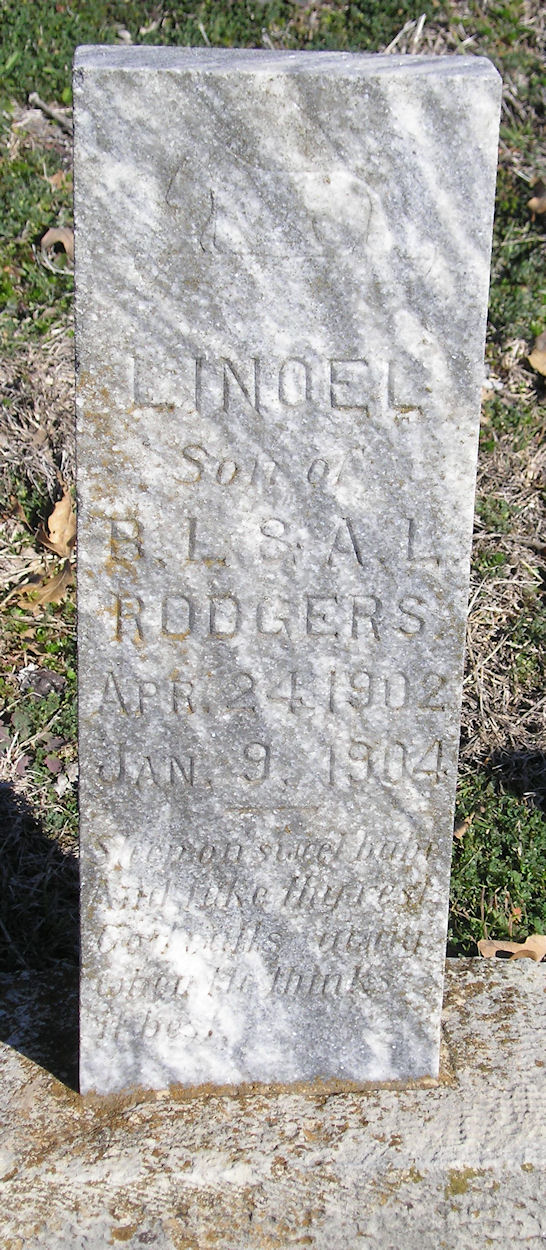 LINOEL
Son of
R. L. & A. L.
RODGERS.
APR. 24. 1902
JAN. 9. 1904
Sleep on sweet babe
And take thy rest
God calls away
when He thinks
it best.